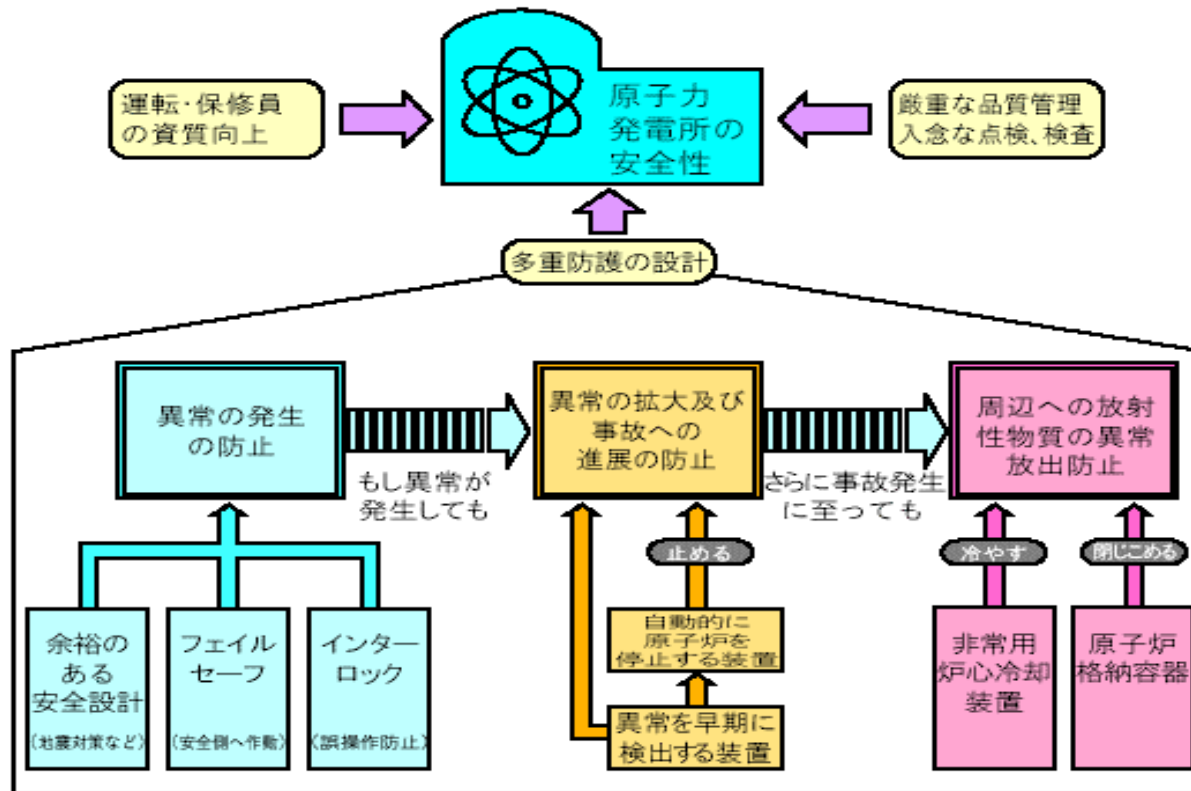 運転・保修員
の資質向上
原子力
発電所の
安全性
厳重な品質管理
入念な点検、検査
多重防護の設計
異常の発生
の防止
もし異常が
発生しても
異常の拡大及び
事故への
進展の防止
さらに事故発生
に至っても
周辺への放射
性物質の異常
放出防止
止める
冷やす
閉じこめる
余裕の
ある
安全設計
(地震対策など)
フェイル
セーフ
(安全側へ作動)
インター
ロック
(誤操作防止)
自動的に
原子炉を
停止する装置
異常を早期に
検出する装置
非常用
炉心冷却
装置
原子炉
格納容器